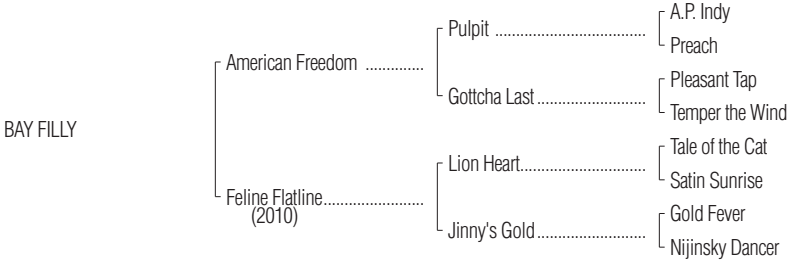 A.P. Indy
Pulpit ....................................
Preach
American Freedom ..............
Pleasant Tap
Gottcha Last ..........................
Temper the Wind
BAY FILLY
Tale of the Cat
Lion Heart..............................
Satin Sunrise
Feline Flatline........................
(2010)
Gold Fever
Jinny's Gold ..........................
Nijinsky Dancer